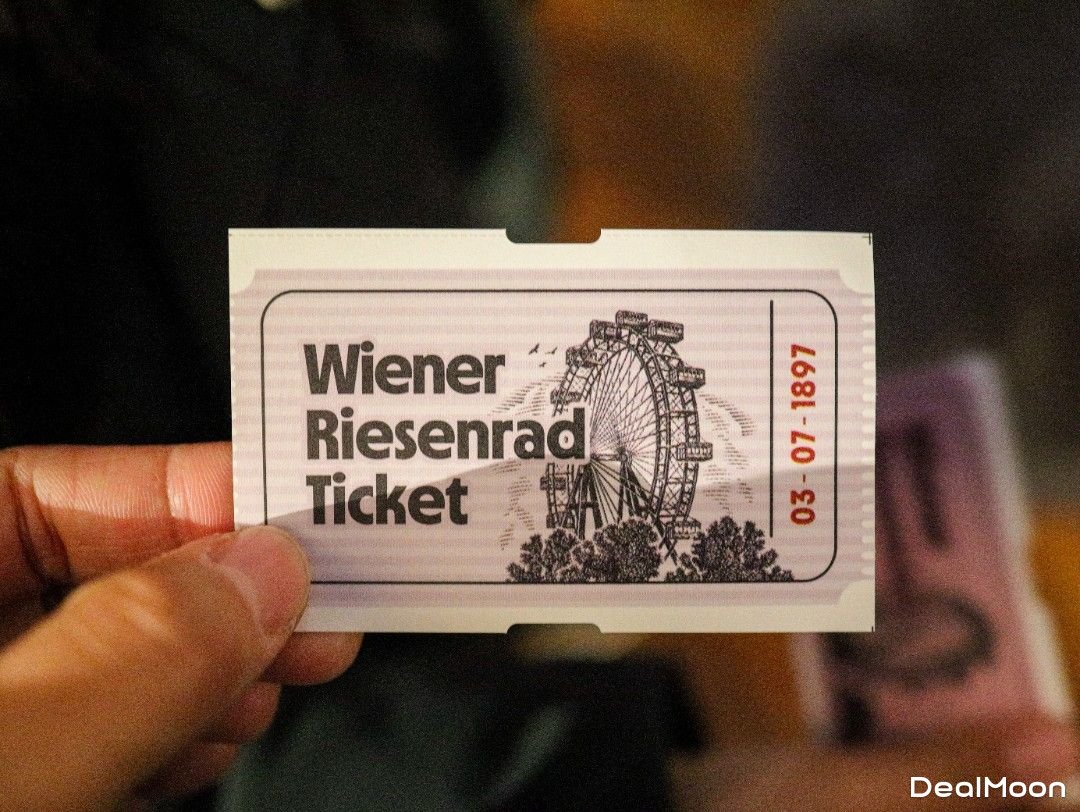 Wiener
Riesenrad
Ticket
03-07-1897
DealMoon